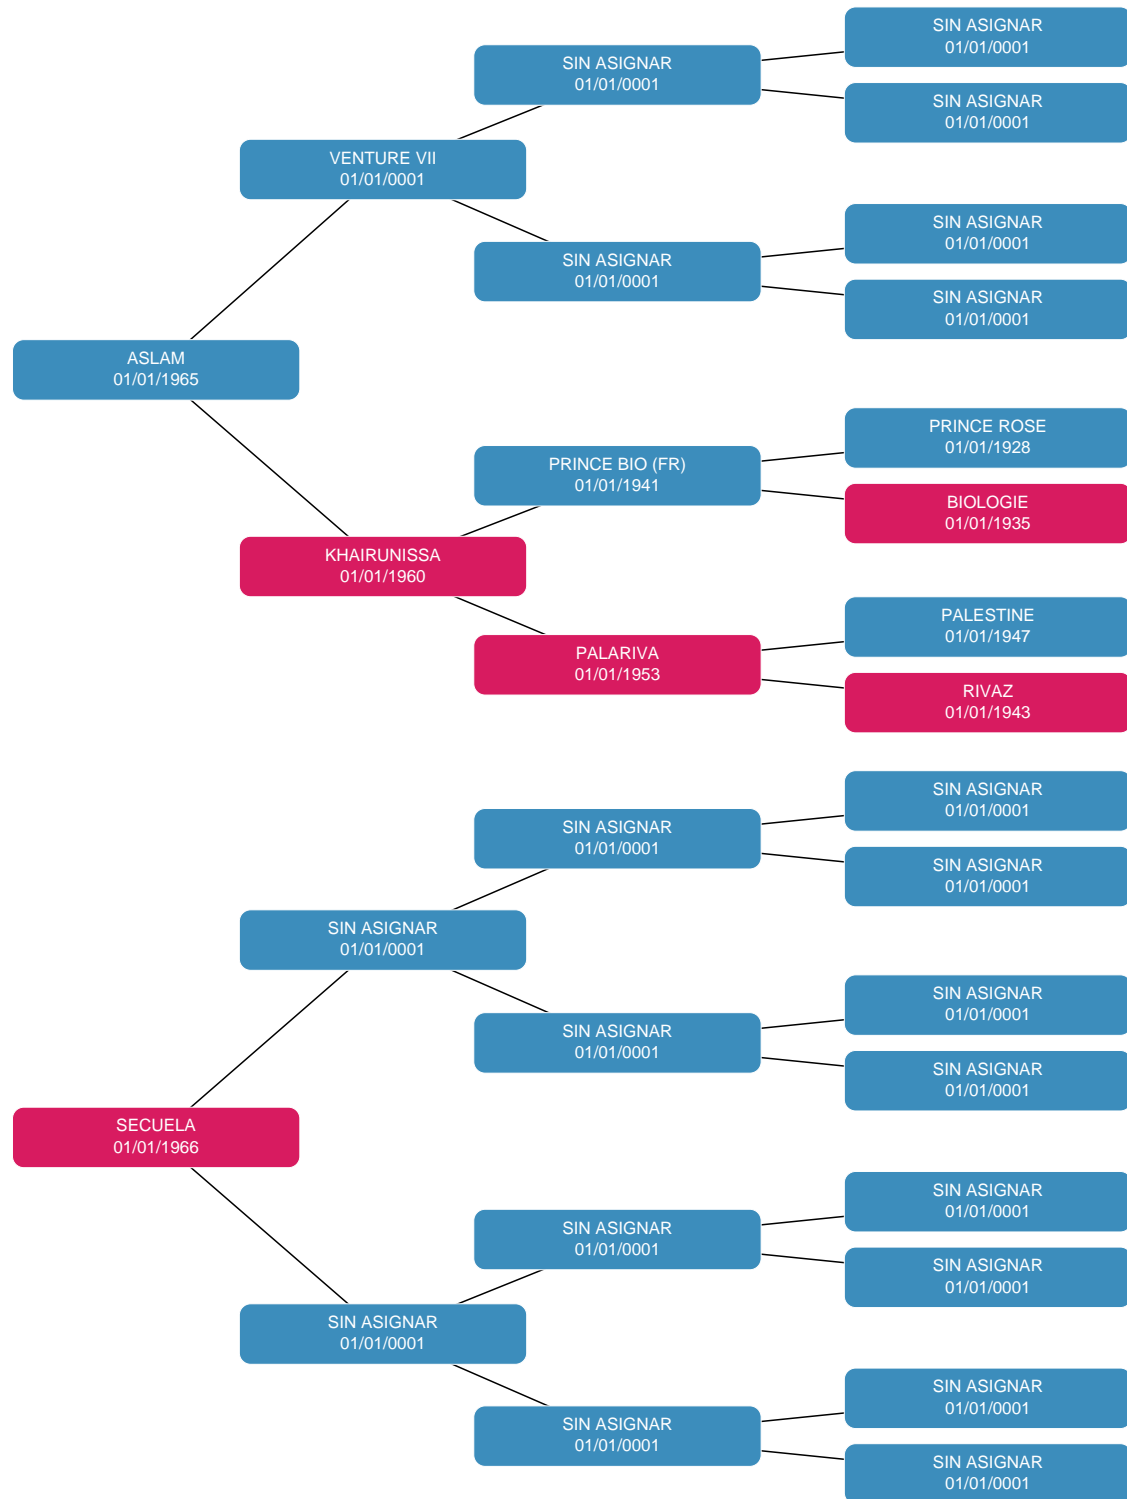 SIN ASIGNAR
01/01/0001
SIN ASIGNAR
01/01/0001
SIN ASIGNAR
01/01/0001
VENTURE VII
01/01/0001
SIN ASIGNAR
01/01/0001
SIN ASIGNAR
01/01/0001
SIN ASIGNAR
01/01/0001
ASLAM
01/01/1965
PRINCE ROSE
01/01/1928
PRINCE BIO (FR)
01/01/1941
BIOLOGIE
01/01/1935
KHAIRUNISSA
01/01/1960
PALESTINE
01/01/1947
PALARIVA
01/01/1953
RIVAZ
01/01/1943
SIN ASIGNAR
01/01/0001
SIN ASIGNAR
01/01/0001
SIN ASIGNAR
01/01/0001
SIN ASIGNAR
01/01/0001
SIN ASIGNAR
01/01/0001
SIN ASIGNAR
01/01/0001
SIN ASIGNAR
01/01/0001
SECUELA
01/01/1966
SIN ASIGNAR
01/01/0001
SIN ASIGNAR
01/01/0001
SIN ASIGNAR
01/01/0001
SIN ASIGNAR
01/01/0001
SIN ASIGNAR
01/01/0001
SIN ASIGNAR
01/01/0001
SIN ASIGNAR
01/01/0001